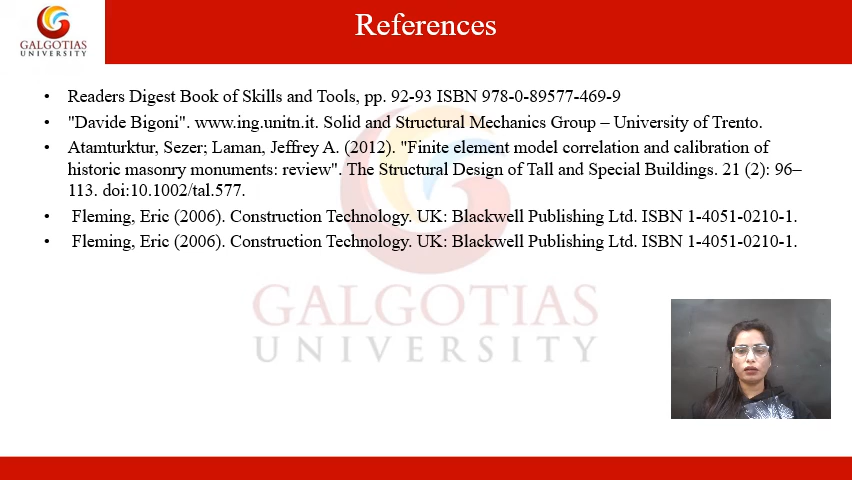 References
GALGOTIAS
UNIVERSITY
• Readers Digest Book of Skills and Tools, pp. 92-93 ISBN 978-0-89577-469-9
• "Davide Bigoni". www.ing.unitn.it. Solid and Structural Mechanics Group – University of Trento.
• Atamturktur, Sezer; Laman, Jeffrey A. (2012). "Finite element model correlation and calibration of
historic masonry monuments: review". The Structural Design of Tall and Special Buildings. 21 (2): 96–
113. doi:10.1002/tal.577.
• Fleming, Eric (2006). Construction Technology. UK: Blackwell Publishing Ltd. ISBN 1-4051-0210-1.
• Fleming, Eric (2006). Construction Technology. UK: Blackwell Publishing Ltd. ISBN 1-4051-0210-1.
GALGOTIAS
UNIVERSITY